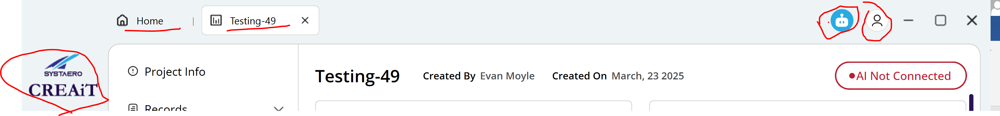 Home | Testing-49
SYSTAERO
CREAiT
Project Info
Testing-49 Created By Evan Moyle Created On March, 23 2025
AI Not Connected
Records